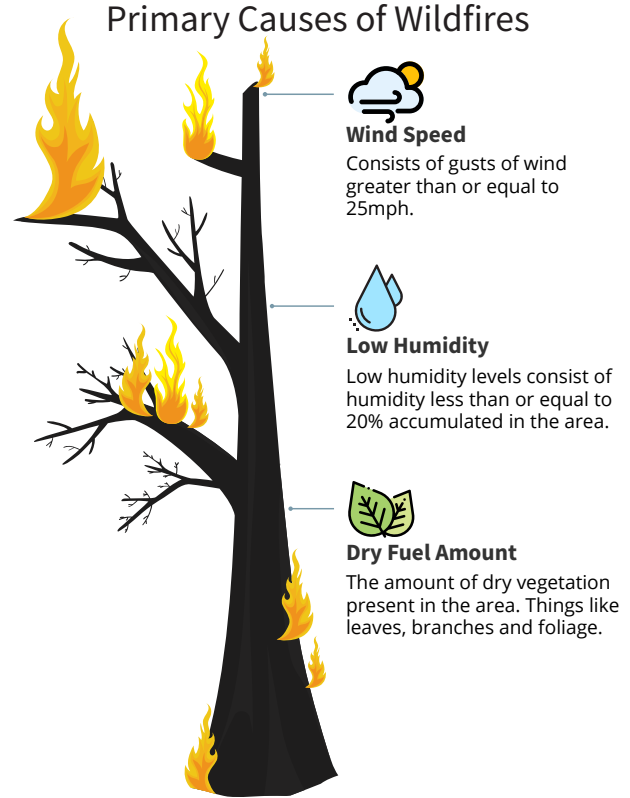 Primary Causes of Wildfires
Wind Speed
Consists of gusts of wind
greater than or equal to
25mph.
Low Humidity
Low humidity levels consist of
humidity less than or equal to
20% accumulated in the area.
Dry Fuel Amount
The amount of dry vegetation
present in the area. Things like
leaves, branches and foliage.